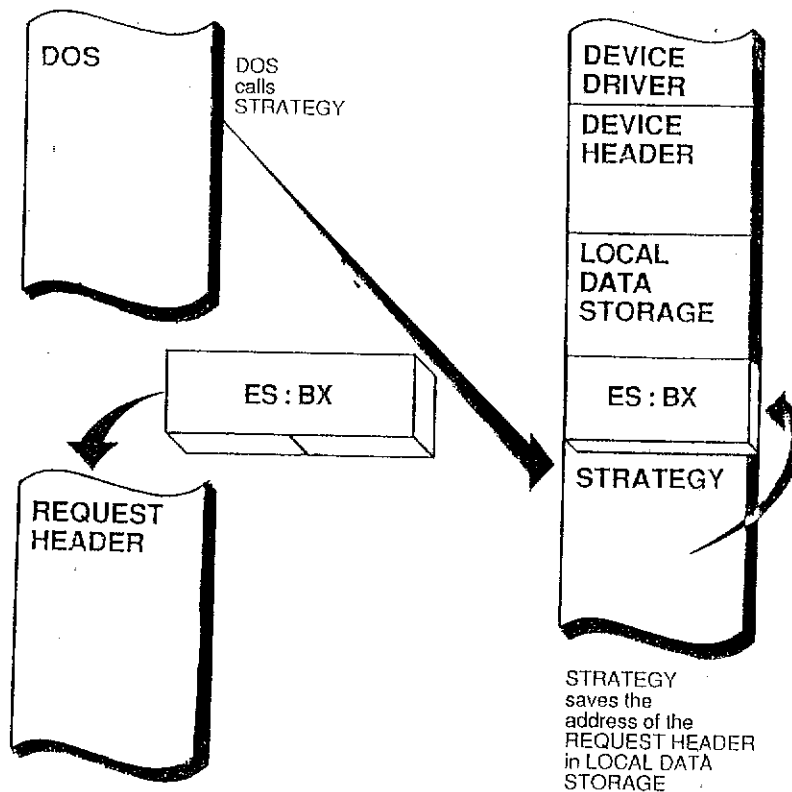 DOS
DOS
calls
STRATEGY
ES : BX
REQUEST
HEADER
DEVICE
DRIVER
DEVICE
HEADER
LOCAL
DATA
STORAGE
ES : BX
STRATEGY
STRATEGY
saves the
address of the
REQUEST HEADER
in LOCAL DATA
STORAGE